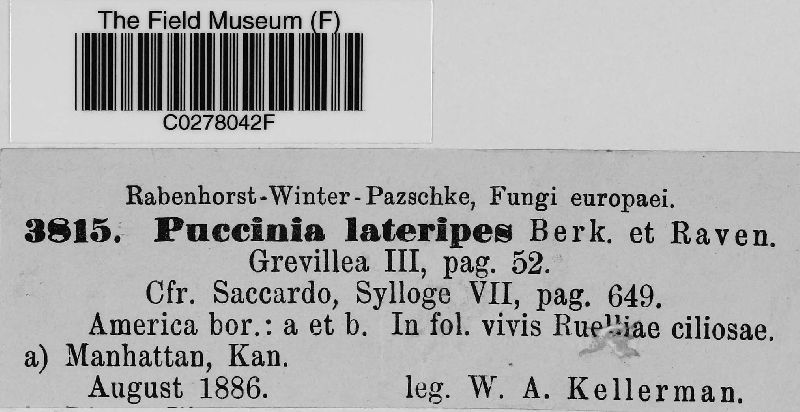 The Field Museum (F)
C0278042F
Rabenhorst-Winter-Pazschke, Fungi europaei.
3815. Puccinia lateripes Berk. et Raven.
Grevillea III, pag. 52.
Cfr. Saccardo, Sylloge VII, pag. 649.
America bor.: a et b. In fol. vivis Ruelliae ciliosae.
a) Manhattan, Kan.
August 1886. leg. W. A. Kellerman.